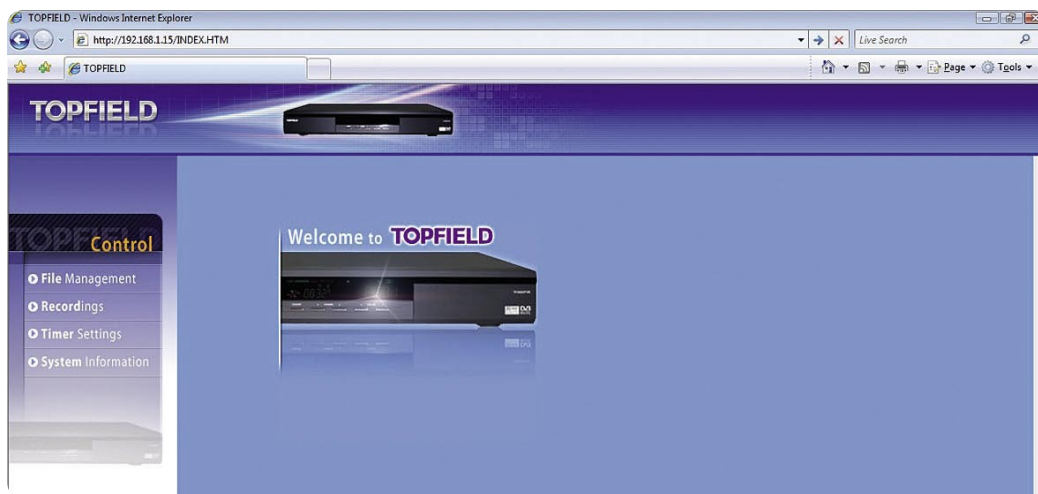 TOPFIELD - Windows Internet Explorer
http://192.168.1.15/INDEX.HTM
Live Search
TOPFIELD
Page
Tools
TOPFIELD
TOPFIELD
Control
File Management
Recordings
Timer Settings
System Information
Welcome to TOPFIELD